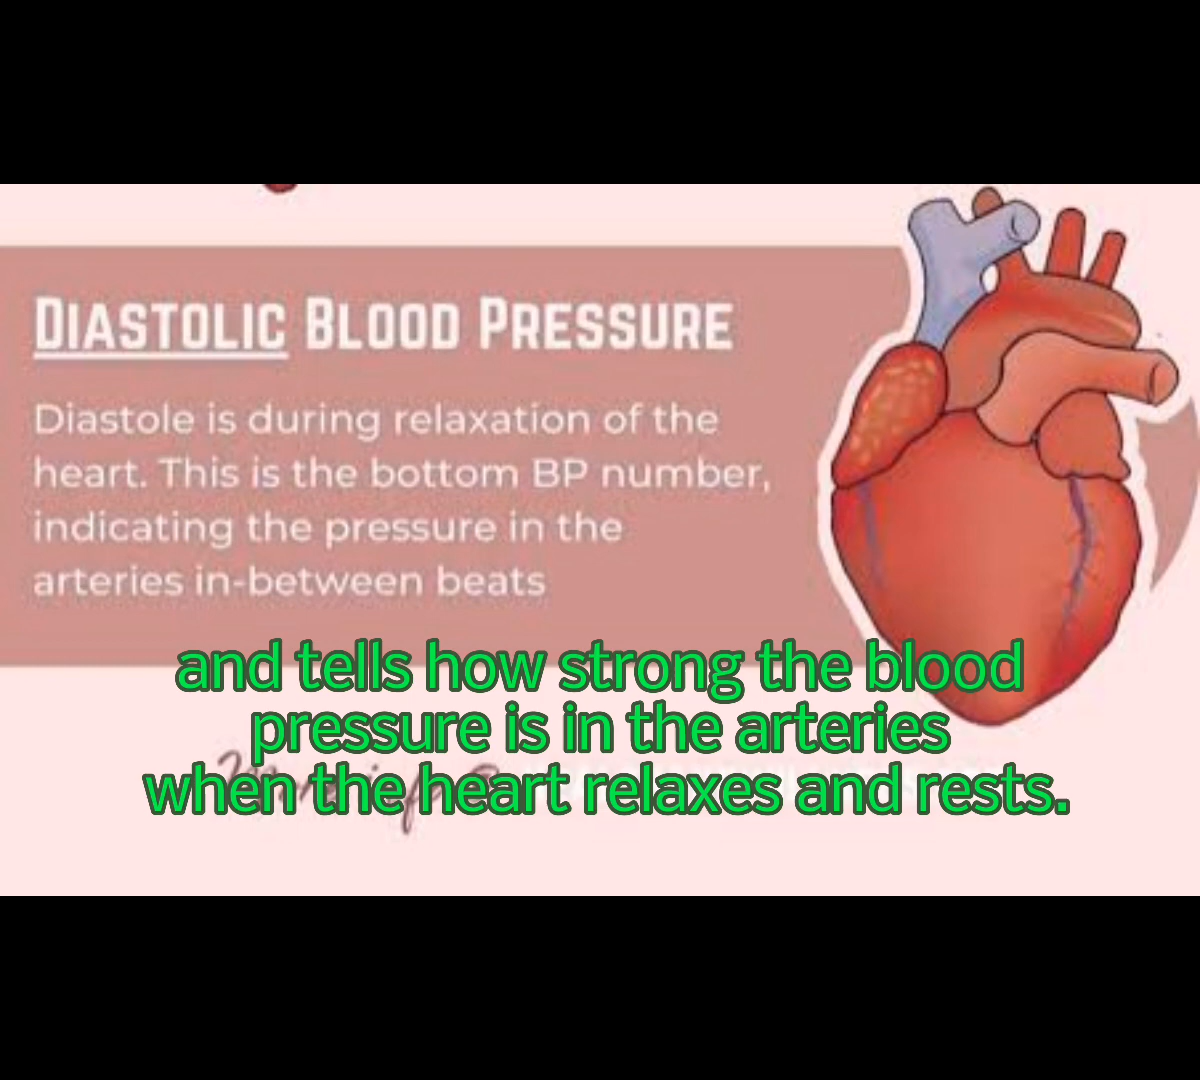 DIASTOLIC BLOOD PRESSURE
Diastole is during relaxation of the
heart. This is the bottom BP number,
indicating the pressure in the
arteries in-between beats
and tells how strong the blood
pressure is in the arteries
when the heart relaxes and rests.